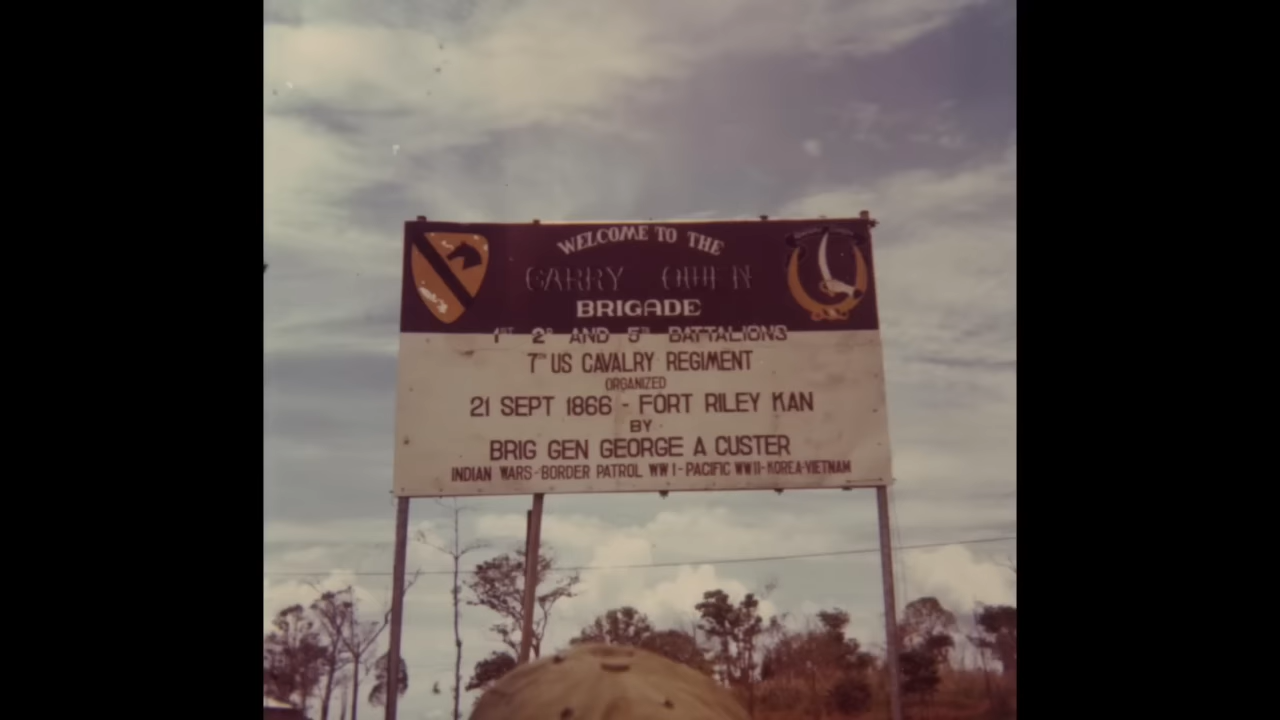 WELCOME TO THE
GARRY OWEN
BRIGADE
1ST 2D AND 5TH BATTALIONS
7TH US CAVALRY REGIMENT
ORGANIZED
21 SEPT 1866 - FORT RILEY KAN
BY
BRIG GEN GEORGE A CUSTER
INDIAN WARS-BORDER PATROL WW I-PACIFIC WW II-KOREA-VIETNAM